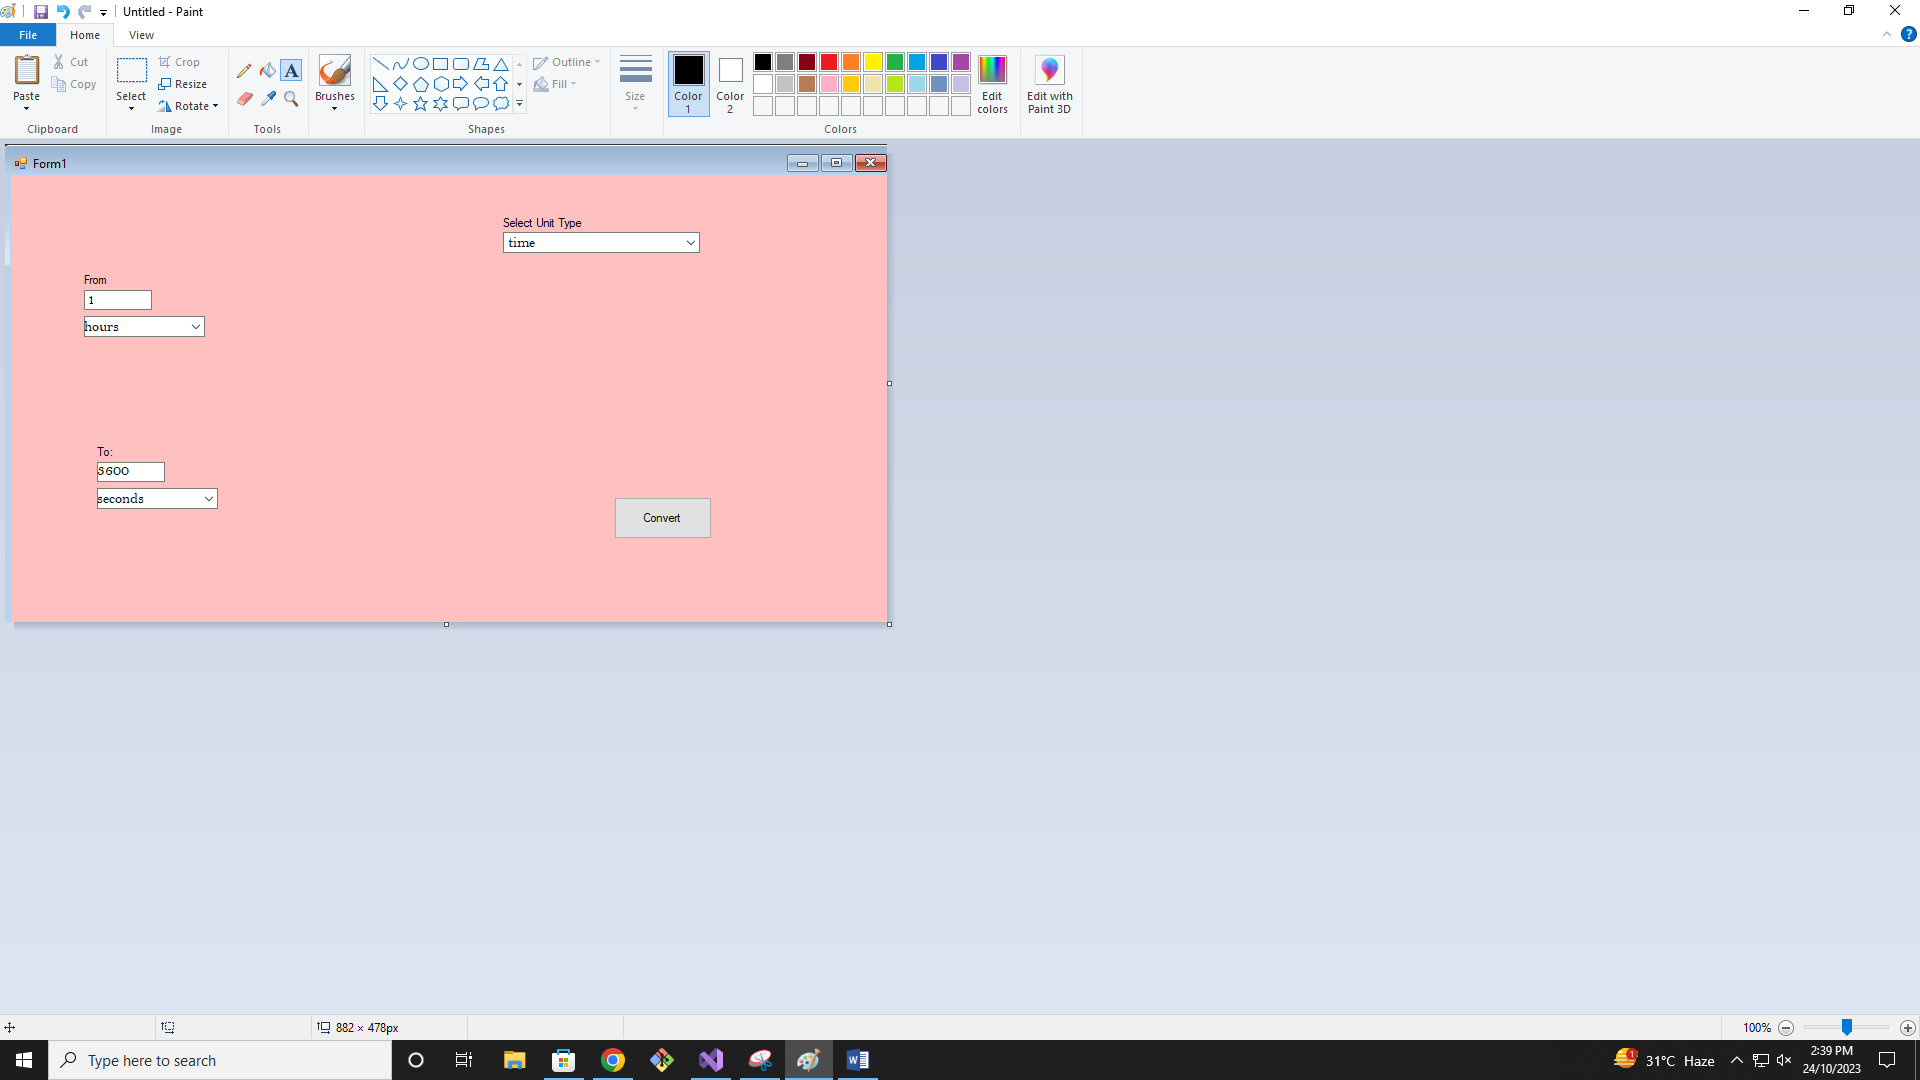 Untitled - Paint
File Home View
Paste
Cut
Copy
Clipboard
Select
Crop
Resize
Rotate
Image
A
Tools
Brushes
Shapes
Outline
Fill
Size
Color 1
Color 2
Edit colors
Colors
Edit with Paint 3D
Form1
Select Unit Type
time
From
1
hours
To:
3600
seconds
Convert
882 × 478px
100%
Type here to search
1
31°C Haze
2:39 PM
24/10/2023